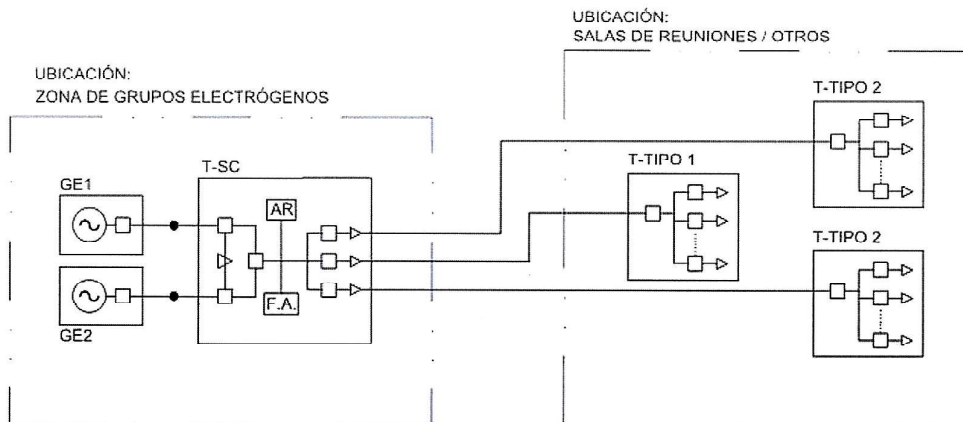 UBICACIÓN:
SALAS DE REUNIONES / OTROS
UBICACIÓN:
ZONA DE GRUPOS ELECTRÓGENOS
T-TIPO 2
T-SC
T-TIPO 1
GE1
AR
T-TIPO 2
F.A.
GE2